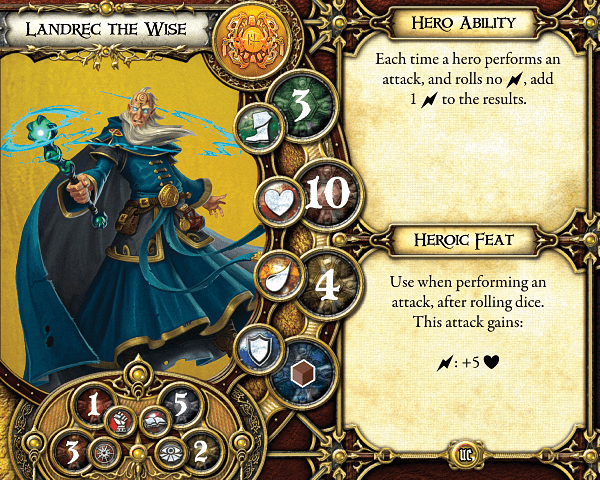 Landrec the Wise
3
10
4
1
5
3
2
Hero Ability
Each time a hero performs an
attack, and rolls no , add
1 to the results.
Heroic Feat
Use when performing an
attack, after rolling dice.
This attack gains:
: +5
UC